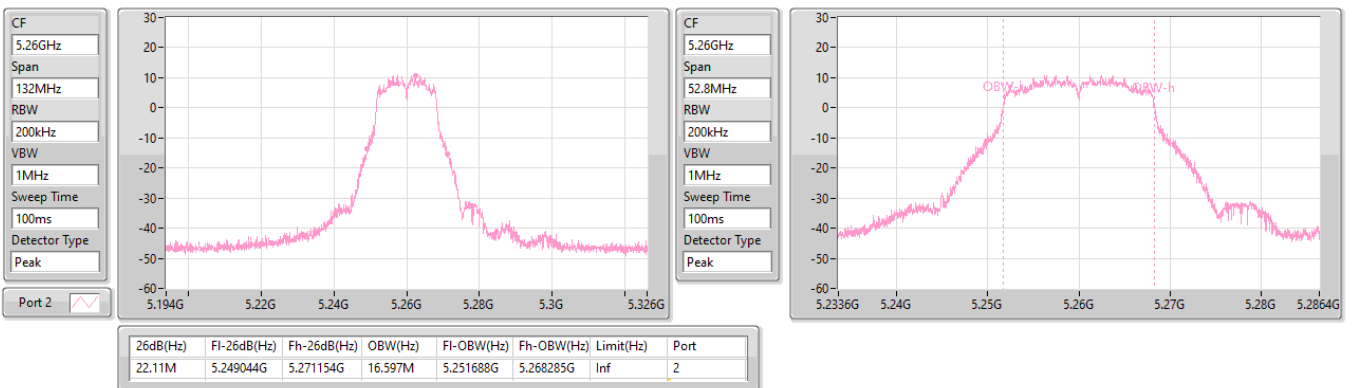 CF
5.26GHz
Span
132MHz
RBW
200kHz
VBW
1MHz
Sweep Time
100ms
Detector Type
Peak
Port 2
30
20
10
0
-10
-20
-30
-40
-50
-60
5.194G 5.22G 5.24G 5.26G 5.28G 5.3G 5.326G
CF
5.26GHz
Span
52.8MHz
RBW
200kHz
VBW
1MHz
Sweep Time
100ms
Detector Type
Peak
30
20
10
0
-10
-20
-30
-40
-50
-60
OBW-l OBW-h
5.2336G 5.24G 5.25G 5.26G 5.27G 5.28G 5.2864G
26dB(Hz) Fl-26dB(Hz) Fh-26dB(Hz) OBW(Hz) Fl-OBW(Hz) Fh-OBW(Hz) Limit(Hz) Port
22.11M 5.249044G 5.271154G 16.597M 5.251688G 5.268285G Inf 2